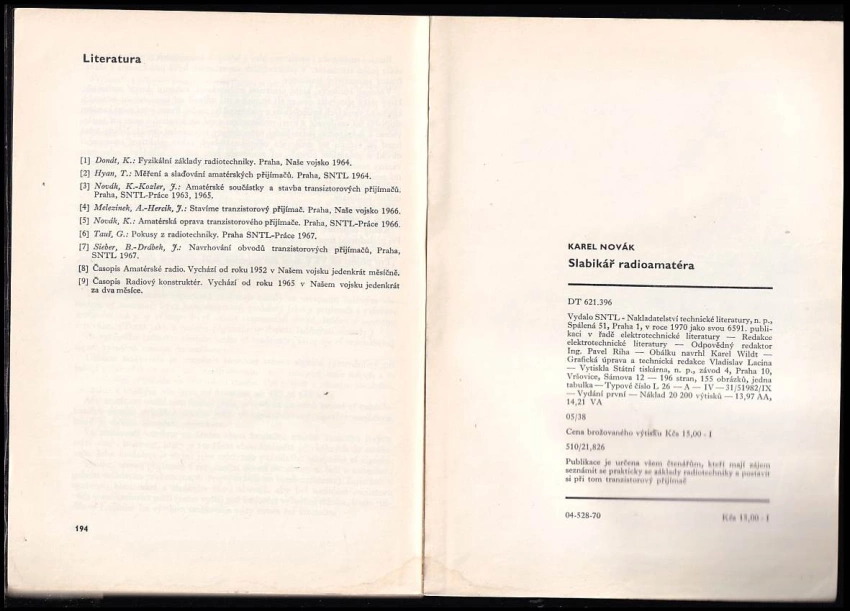 Literatura
[1] Donát, K.: Fyzikální základy radiotechniky. Praha, Naše vojsko 1964.
[2] Hyan, T.: Měření a slaďování amatérských přijímačů. Praha, SNTL 1964.
[3] Novák, K.-Kozler, J.: Amatérské součástky a stavba tranzistorových přijímačů.
Praha, SNTL-Práce 1963, 1965.
[4] Melezinek, A.-Hercik, J.: Stavíme tranzistorový přijímač. Praha, Naše vojsko 1966.
[5] Novák, K.: Amatérská oprava tranzistorového přijímače. Praha, SNTL-Práce 1966.
[6] Tauš, G.: Pokusy z radiotechniky. Praha SNTL-Práce 1967.
[7] Sieber, B.-Drábek, J.: Navrhování obvodů tranzistorových přijímačů, Praha,
SNTL 1967.
[8] Časopis Amatérské radio. Vychází od roku 1952 v Našem vojsku jedenkrát měsíčně.
[9] Časopis Radiový konstruktér. Vychází od roku 1965 v Našem vojsku jedenkrát
za dva měsíce.
194
KAREL NOVÁK
Slabikář radioamatéra
DT 621.396
Vydalo SNTL - Nakladatelství technické literatury, n. p.,
Spálená 51, Praha 1, v roce 1970 jako svou 6591. publi-
kaci v řadě elektrotechnické literatury — Redakce
elektrotechnické literatury — Odpovědný redaktor
Ing. Pavel Říha — Obálku navrhl Karel Wildt —
Grafická úprava a technická redakce Vladislav Lacina
— Vytiskla Státní tiskárna, n. p., závod 4, Praha 10,
Vršovice, Sámova 12 — 196 stran, 155 obrázků, jedna
tabulka — Typové číslo L 26 — A — IV — 31/51982/IX
— Vydání první — Náklad 20 200 výtisků — 13,97 AA,
14,21 VA
05/38
Cena brožovaného výtisku Kčs 15,00 - I
510/21,826
Publikace je určena všem čtenářům, kteří mají zájem
seznámit se prakticky se základy radiotechniky a postavit
si při tom tranzistorový přijímač
04-528-70
Kčs 15,00 - I